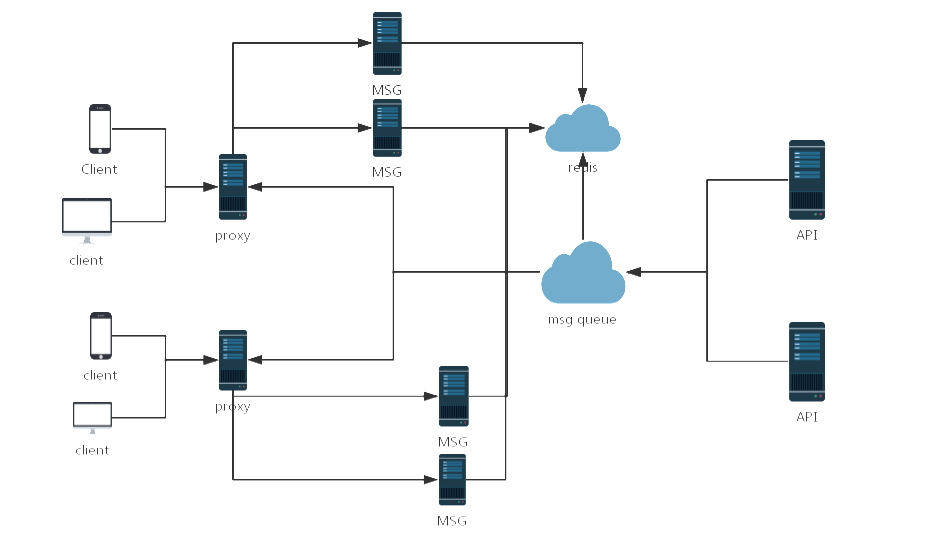 MSG
MSG
Client
redis
API
proxy
client
msg queue
client
proxy
API
MSG
client
MSG